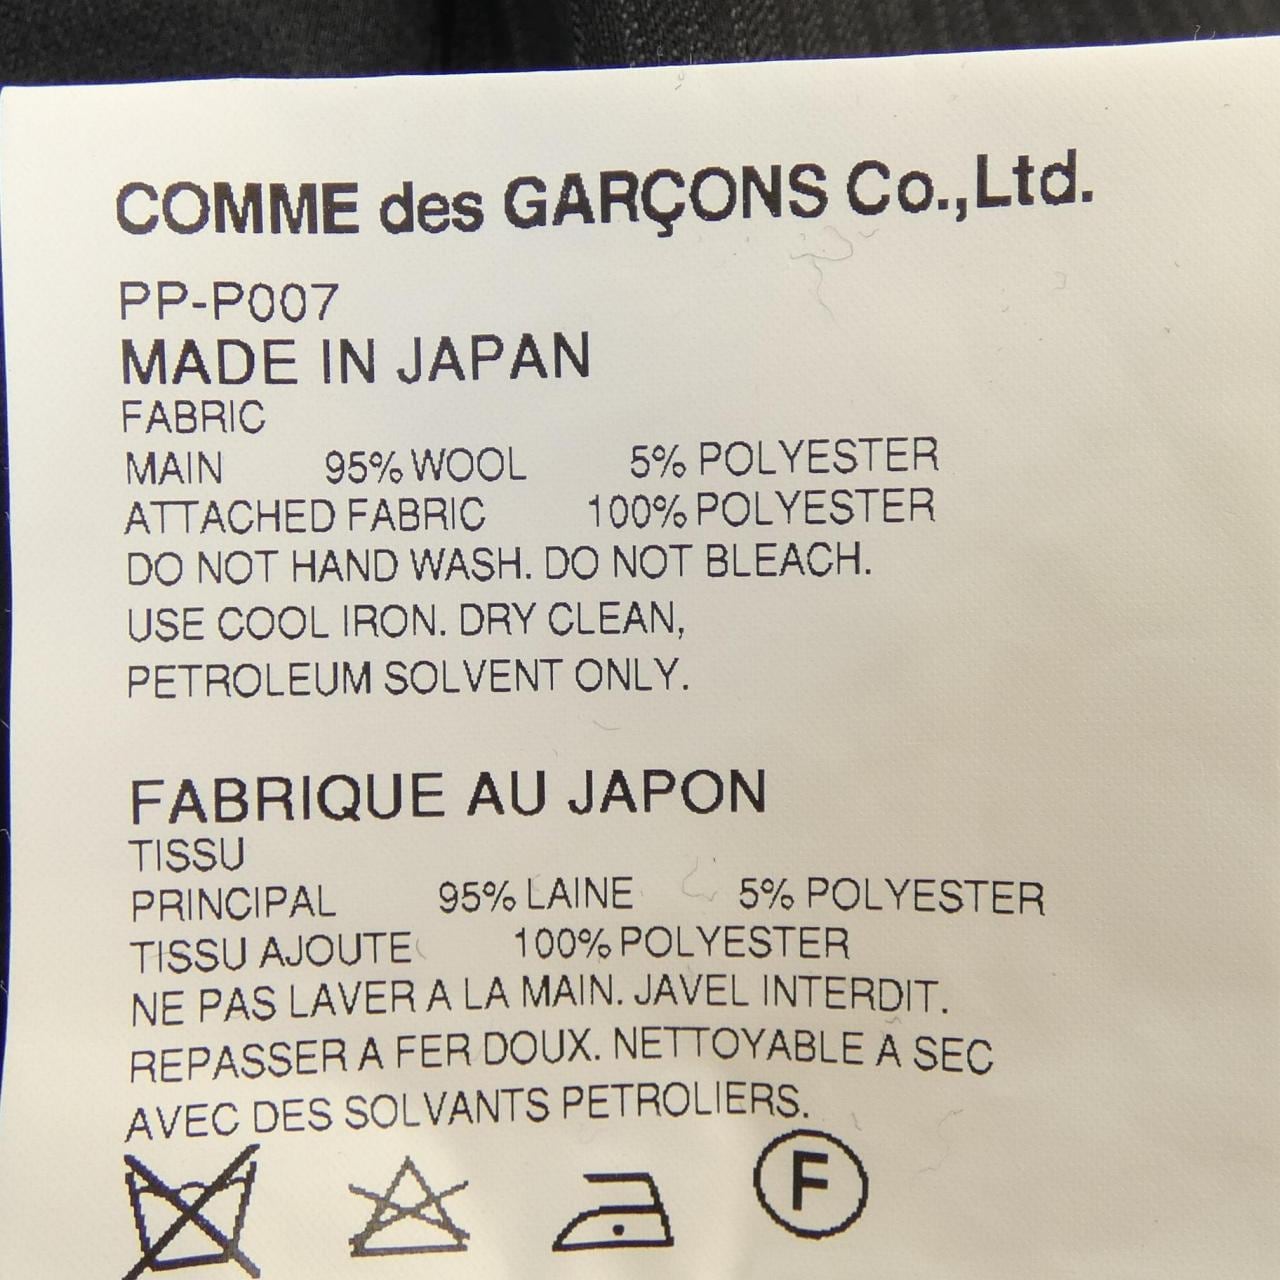 COMME des GARÇONS Co.,Ltd.
PP-P007
MADE IN JAPAN
FABRIC
MAIN 95% WOOL 5% POLYESTER
ATTACHED FABRIC 100% POLYESTER
DO NOT HAND WASH. DO NOT BLEACH.
USE COOL IRON. DRY CLEAN,
PETROLEUM SOLVENT ONLY.
FABRIQUE AU JAPON
TISSU
PRINCIPAL 95% LAINE 5% POLYESTER
TISSU AJOUTE 100% POLYESTER
NE PAS LAVER A LA MAIN. JAVEL INTERDIT.
REPASSER A FER DOUX. NETTOYABLE A SEC
AVEC DES SOLVANTS PETROLIERS.
F